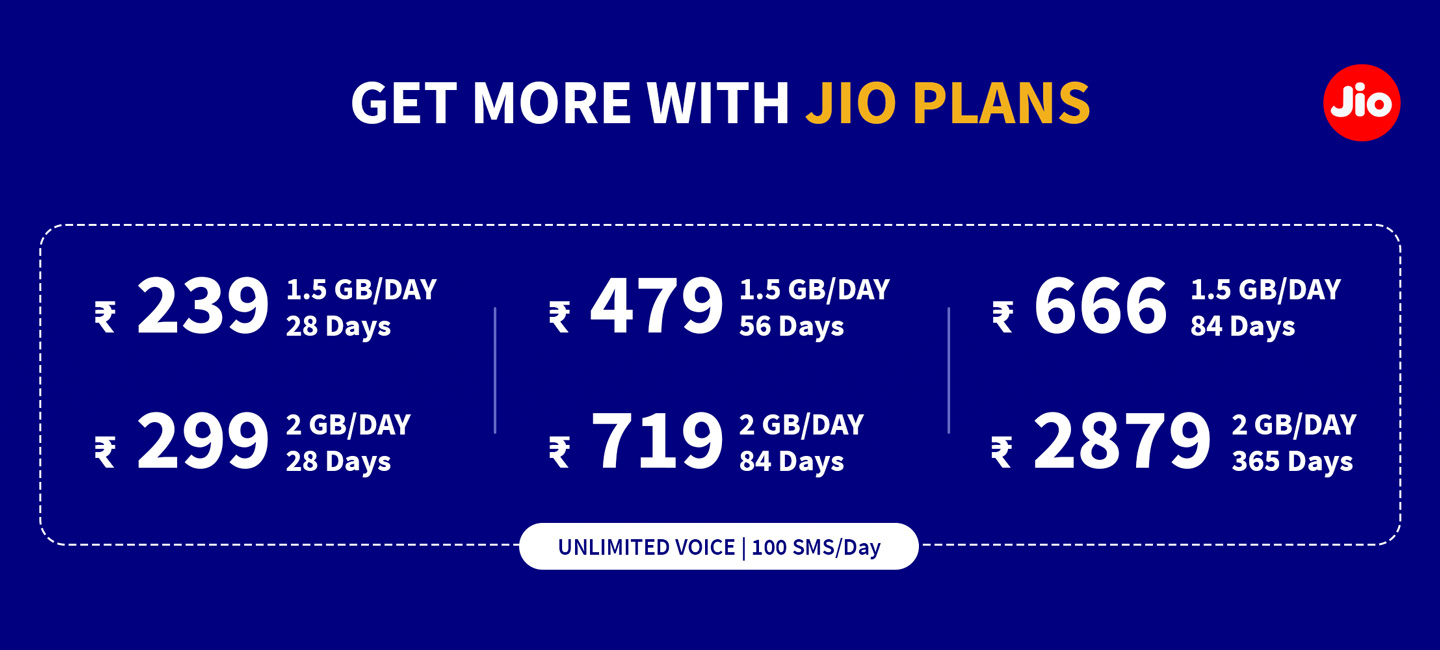 GET MORE WITH JIO PLANS
Jio
₹ 239 1.5 GB/DAY
28 Days
₹ 479 1.5 GB/DAY
56 Days
₹ 666 1.5 GB/DAY
84 Days
₹ 299 2 GB/DAY
28 Days
₹ 719 2 GB/DAY
84 Days
₹ 2879 2 GB/DAY
365 Days
UNLIMITED VOICE | 100 SMS/Day